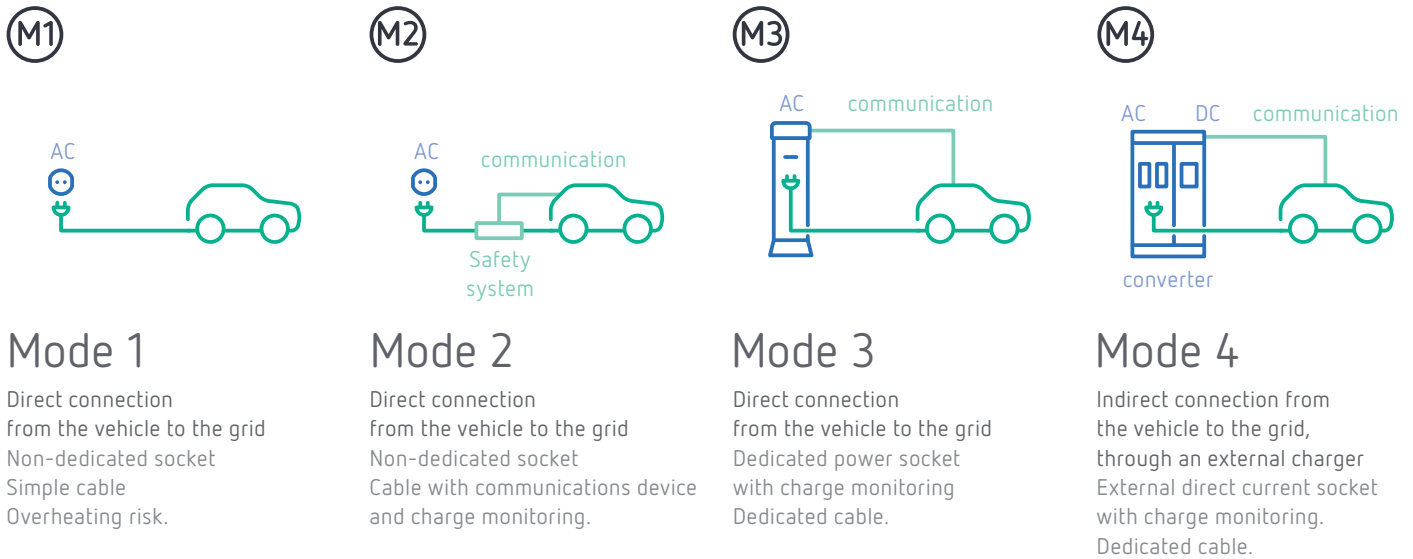 M1
AC
Mode 1
Direct connection
from the vehicle to the grid
Non-dedicated socket
Simple cable
Overheating risk.
M2
AC
communication
Safety
system
Mode 2
Direct connection
from the vehicle to the grid
Non-dedicated socket
Cable with communications device
and charge monitoring.
M3
AC
communication
Mode 3
Direct connection
from the vehicle to the grid
Dedicated power socket
with charge monitoring
Dedicated cable.
M4
AC
DC
communication
converter
Mode 4
Indirect connection from
the vehicle to the grid,
through an external charger
External direct current socket
with charge monitoring.
Dedicated cable.